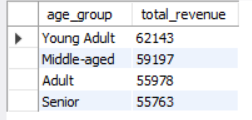 age_group total_revenue
Young Adult 62143
Middle-aged 59197
Adult 55978
Senior 55763